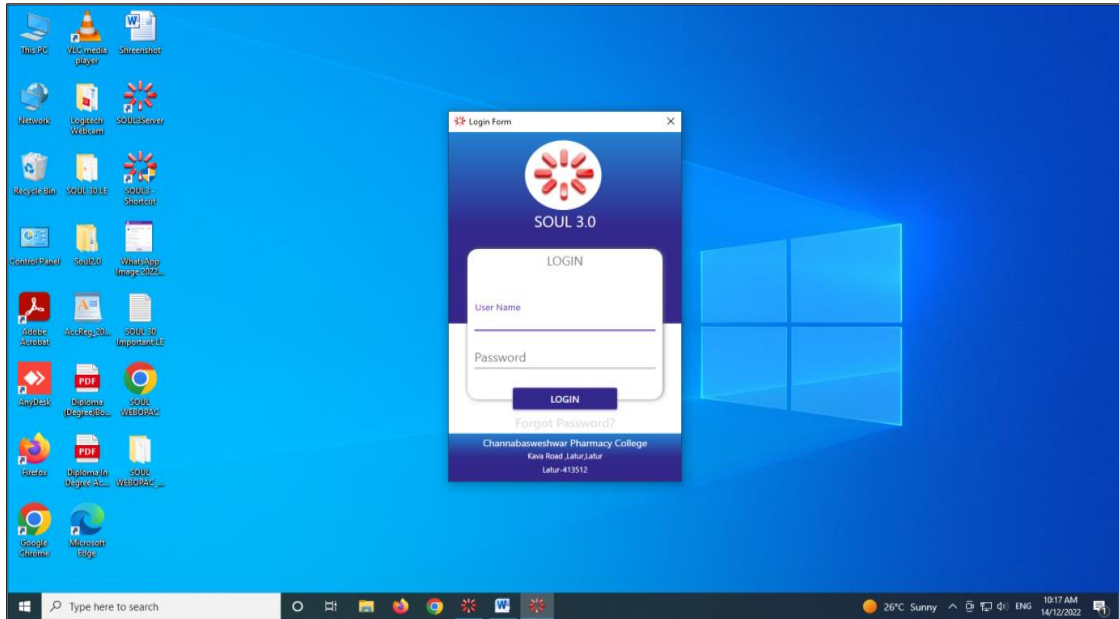 This PC
VLC media
player
Shreenshot
Network
Logitech
Webcam
SOUL3Server
Recycle Bin
SOUL 30 LE
SOUL3 -
Shortcut
Control Panel
Soul2.0
WhatsApp
Image 2022...
Adobe
Acrobat
AccReg_20...
SOUL 30
Important LE
AnyDesk
PDF
Diploma
(Degree)Bo...
SOUL
WEBOPAC
Firefox
PDF
Diploma In
Degree Ac...
SOUL
WEBOPAC_...
Google
Chrome
Microsoft
Edge
Login Form
SOUL 3.0
LOGIN
User Name
Password
LOGIN
Forgot Password?
Channabasweshwar Pharmacy College
Kava Road ,Latur,Latur
Latur-413512
Type here to search
26°C Sunny
ENG
10:17 AM
14/12/2022